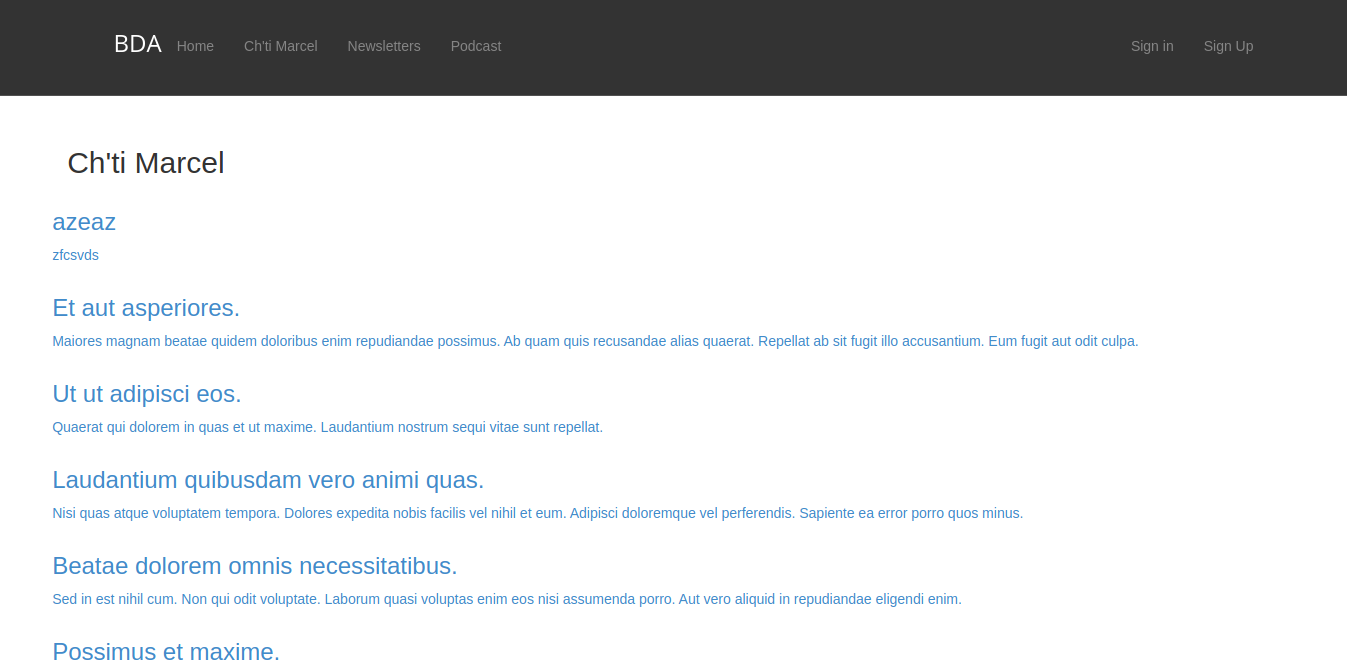 BDA Home Ch'ti Marcel Newsletters Podcast Sign in Sign Up
Ch'ti Marcel
azeaz
zfcsvds
Et aut asperiores.
Maiores magnam beatae quidem doloribus enim repudiandae possimus. Ab quam quis recusandae alias quaerat. Repellat ab sit fugit illo accusantium. Eum fugit aut odit culpa.
Ut ut adipisci eos.
Quaerat qui dolorem in quas et ut maxime. Laudantium nostrum sequi vitae sunt repellat.
Laudantium quibusdam vero animi quas.
Nisi quas atque voluptatem tempora. Dolores expedita nobis facilis vel nihil et eum. Adipisci doloremque vel perferendis. Sapiente ea error porro quos minus.
Beatae dolorem omnis necessitatibus.
Sed in est nihil cum. Non qui odit voluptate. Laborum quasi voluptas enim eos nisi assumenda porro. Aut vero aliquid in repudiandae eligendi enim.
Possimus et maxime.